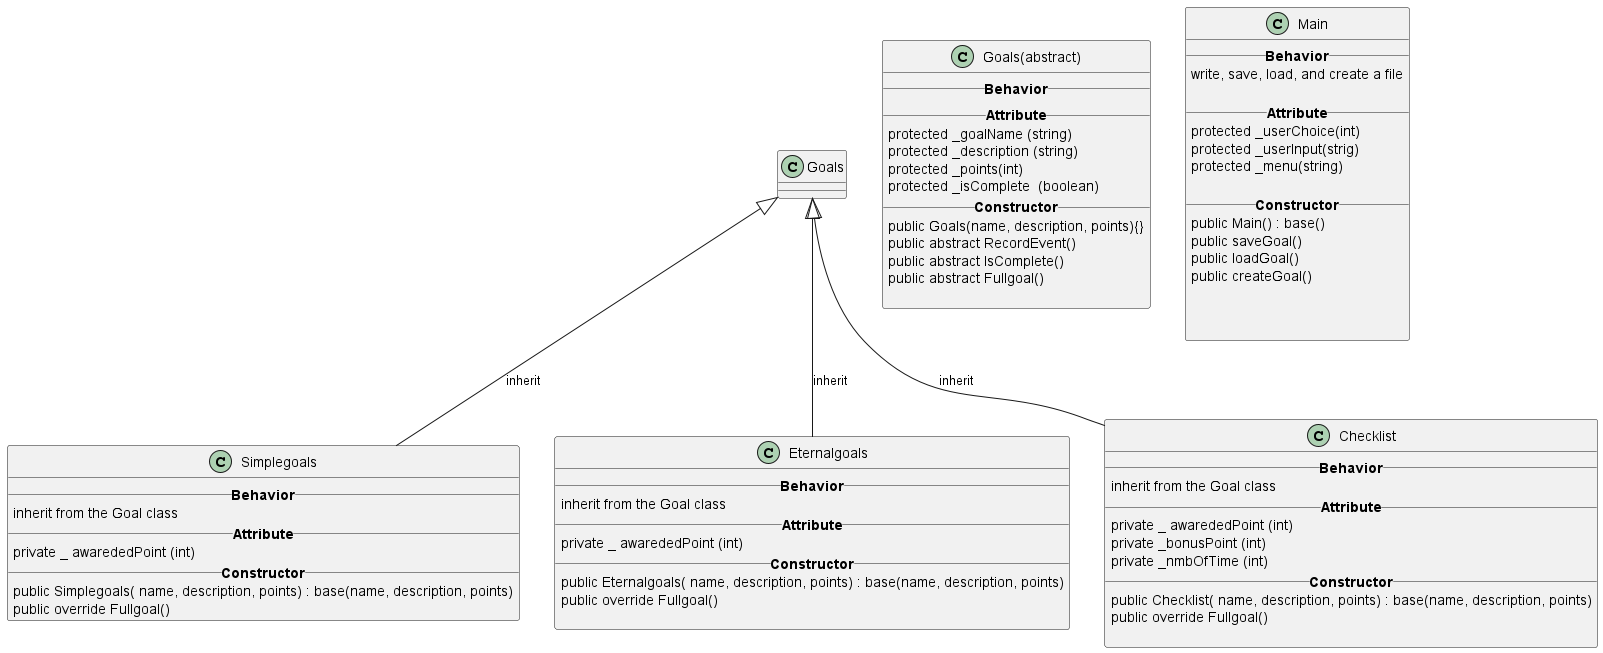 C Goals
C Goals(abstract)
Behavior
Attribute
protected _goalName (string)
protected _description (string)
protected _points(int)
protected _isComplete  (boolean)
Constructor
public Goals(name, description, points){}
public abstract RecordEvent()
public abstract IsComplete()
public abstract Fullgoal()
C Main
Behavior
write, save, load, and create a file
Attribute
protected _userChoice(int)
protected _userInput(strig)
protected _menu(string)
Constructor
public Main() : base()
public saveGoal()
public loadGoal()
public createGoal()
inherit
inherit
inherit
C Simplegoals
Behavior
inherit from the Goal class
Attribute
private _ awarededPoint (int)
Constructor
public Simplegoals( name, description, points) : base(name, description, points)
public override Fullgoal()
C Eternalgoals
Behavior
inherit from the Goal class
Attribute
private _ awarededPoint (int)
Constructor
public Eternalgoals( name, description, points) : base(name, description, points)
public override Fullgoal()
C Checklist
Behavior
inherit from the Goal class
Attribute
private _ awarededPoint (int)
private _bonusPoint (int)
private _nmbOfTime (int)
Constructor
public Checklist( name, description, points) : base(name, description, points)
public override Fullgoal()